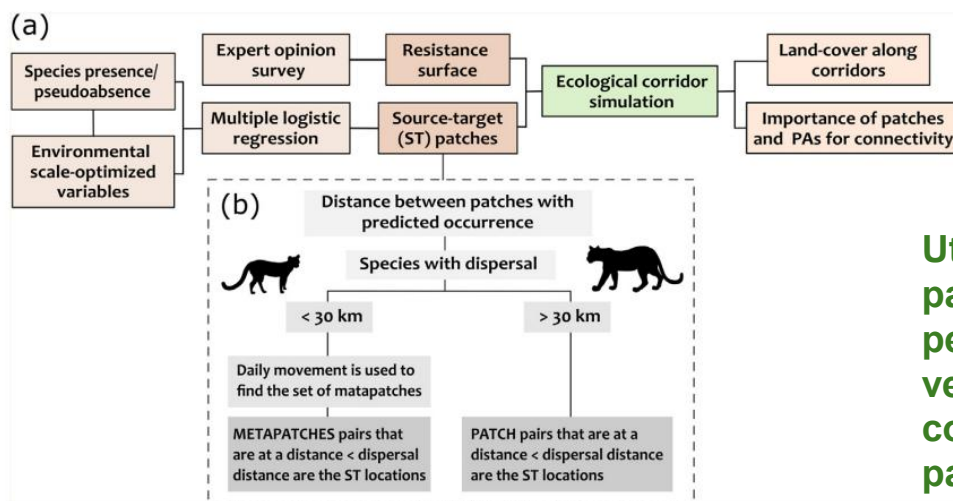 (a)
Species presence/
pseudoabsence
Environmental
scale-optimized
variables
Expert opinion
survey
Multiple logistic
regression
Resistance
surface
Source-target
(ST) patches
Ecological corridor
simulation
Land-cover along
corridors
Importance of patches
and PAs for connectivity
(b)
Distance between patches with
predicted occurrence
Species with dispersal
< 30 km
> 30 km
Daily movement is used to
find the set of matapatches
METAPATCHES pairs that
are at a distance < dispersal
distance are the ST locations
PATCH pairs that are at a
distance < dispersal distance
are the ST locations